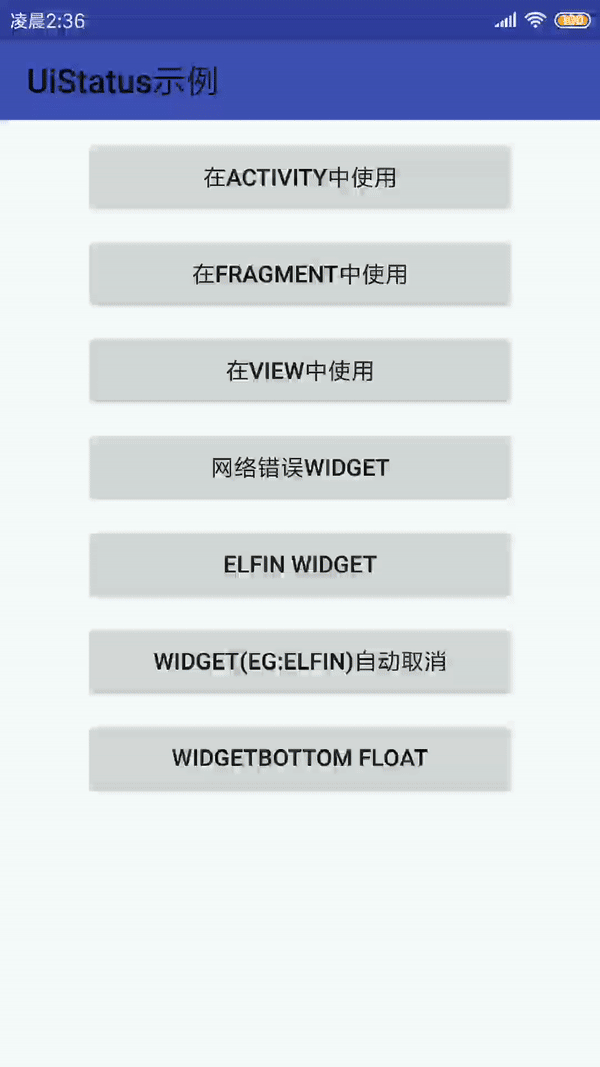 凌晨2:36
100
UiStatus示例
在ACTIVITY中使用
在FRAGMENT中使用
在VIEW中使用
网络错误WIDGET
ELFIN WIDGET
WIDGET(EG:ELFIN)自动取消
WIDGETBOTTOM FLOAT